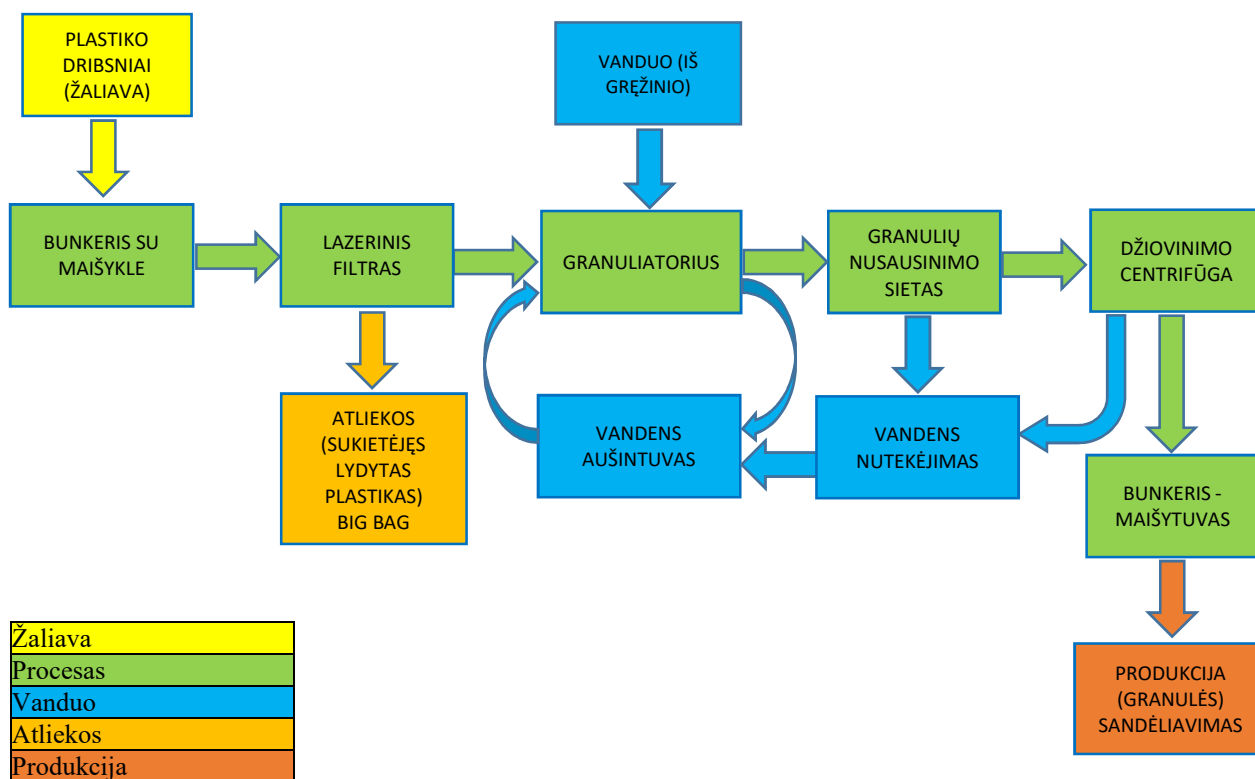 PLASTIKO
DRIBSNIAI
(ŽALIAVA)
VANDUO (IŠ
GRĘŽINIO)
BUNKERIS SU
MAIŠYKLE
LAZERINIS
FILTRAS
GRANULIATORIUS
GRANULIŲ
NUSAUSINIMO
SIETAS
DŽIOVINIMO
CENTRIFŪGA
ATLIEKOS
(SUKIETĖJĘS
LYDYTAS
PLASTIKAS)
BIG BAG
VANDENS
AUŠINTUVAS
VANDENS
NUTEKĖJIMAS
BUNKERIS -
MAIŠYTUVAS
PRODUKCIJA
(GRANULĖS)
SANDĖLIAVIMAS
Žaliava
Procesas
Vanduo
Atliekos
Produkcija